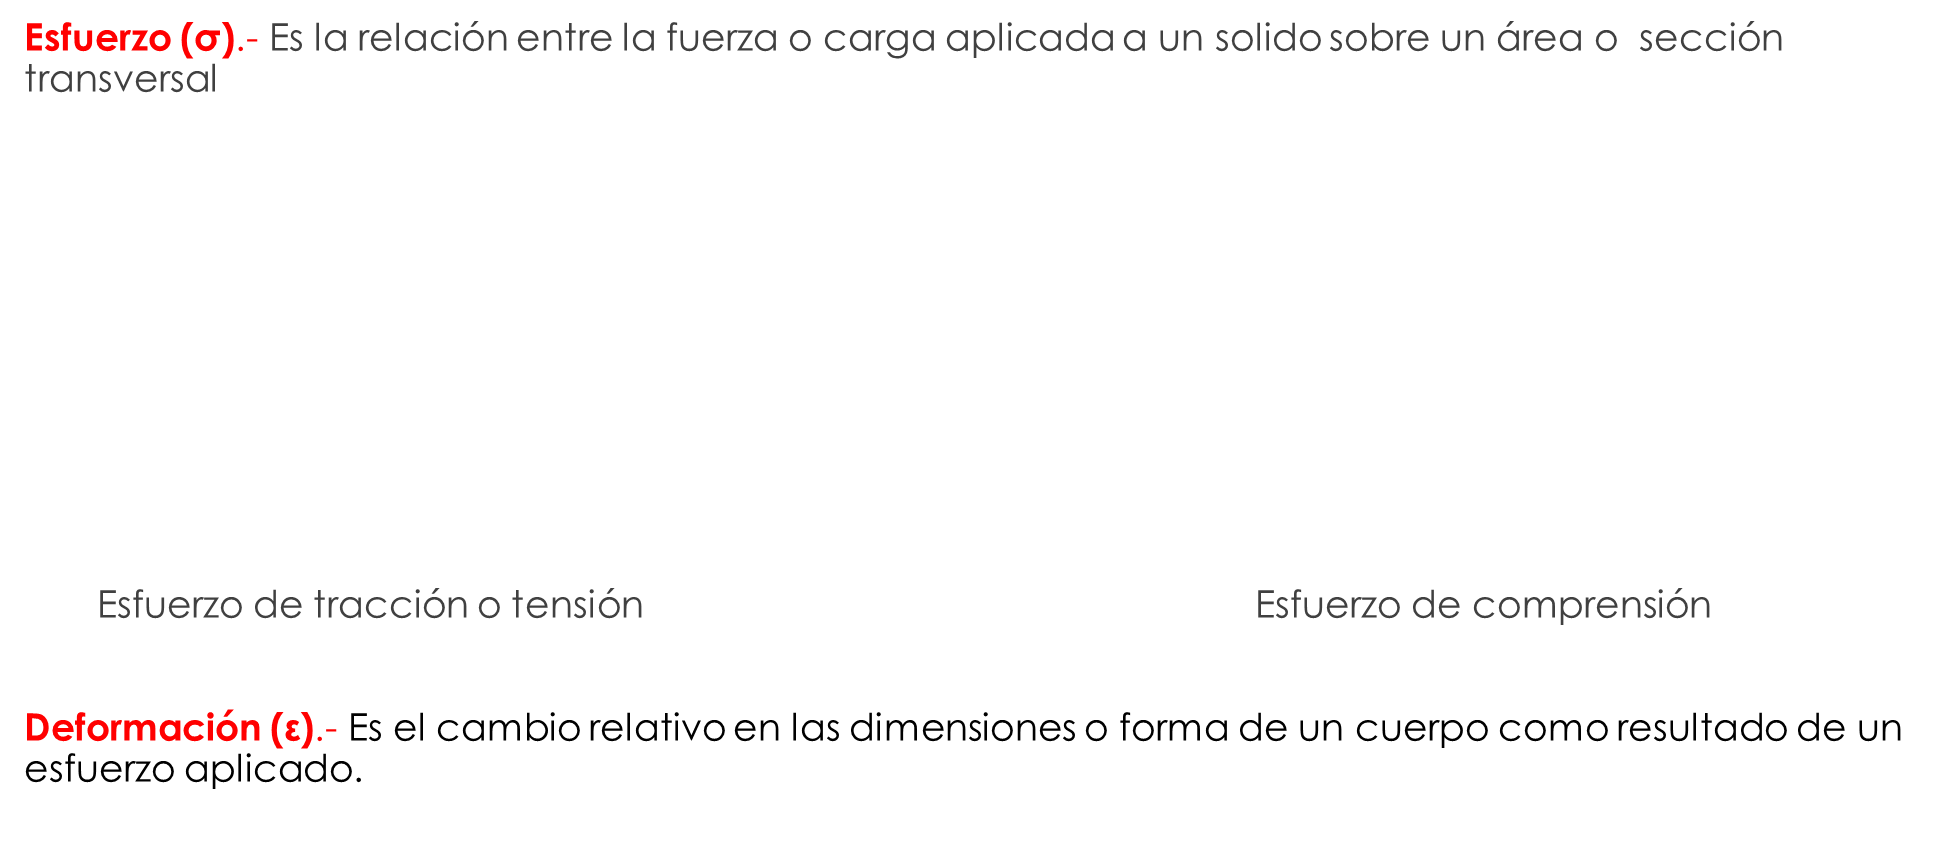 Esfuerzo (σ).- Es la relación entre la fuerza o carga aplicada a un solido sobre un área o  sección
transversal
Esfuerzo de tracción o tensión
Esfuerzo de comprensión
Deformación (ε).- Es el cambio relativo en las dimensiones o forma de un cuerpo como resultado de un
esfuerzo aplicado.